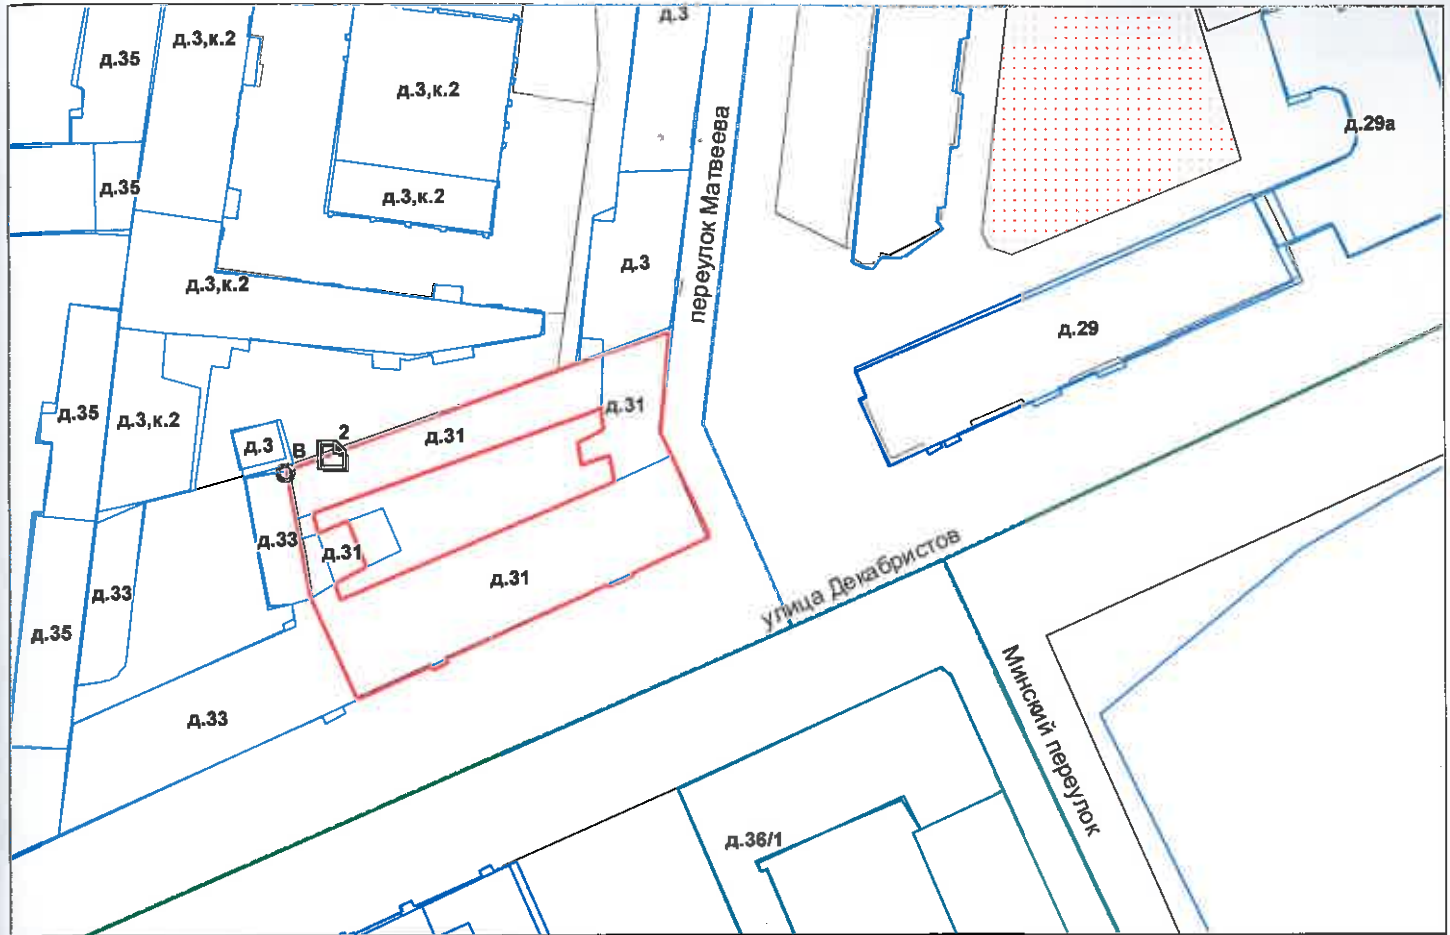 д.3
д.3,к.2
д.35
д.3,к.2
д.29а
переулок Матвеева
д.35
д.3,к.2
д.3
д.3,к.2
д.29
д.31
д.35
д.3,к.2
д.31
2
д.3
В
д.33
д.31
д.31
улица Декабристов
д.33
д.35
Минский переулок
д.33
д.36/1